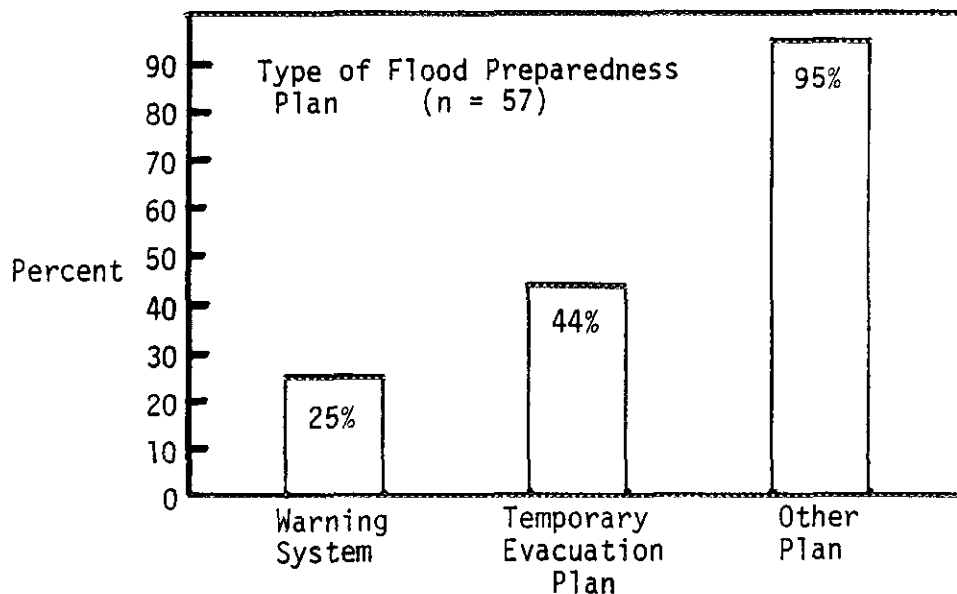 Type of Flood Preparedness
Plan (n = 57)
90
80
70
60
50
40
30
20
10
0
Percent
25%
44%
95%
Warning
System
Temporary
Evacuation
Plan
Other
Plan